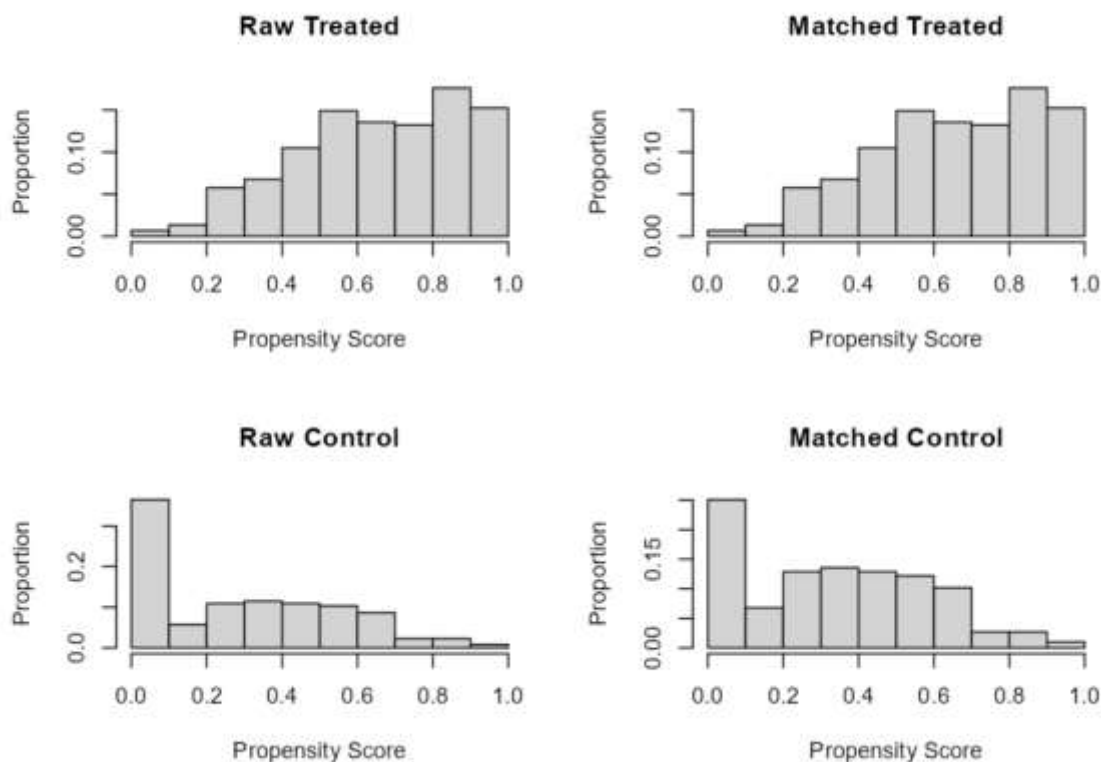 Raw Treated
Proportion
0.00
0.10
0.0 0.2 0.4 0.6 0.8 1.0
Propensity Score
Matched Treated
Proportion
0.00
0.10
0.0 0.2 0.4 0.6 0.8 1.0
Propensity Score
Raw Control
Proportion
0.0
0.2
0.0 0.2 0.4 0.6 0.8 1.0
Propensity Score
Matched Control
Proportion
0.00
0.15
0.0 0.2 0.4 0.6 0.8 1.0
Propensity Score